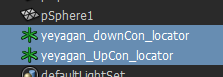 pSphere1
yeyagan_downCon_locator
yeyagan_UpCon_locator
defaultLightSet